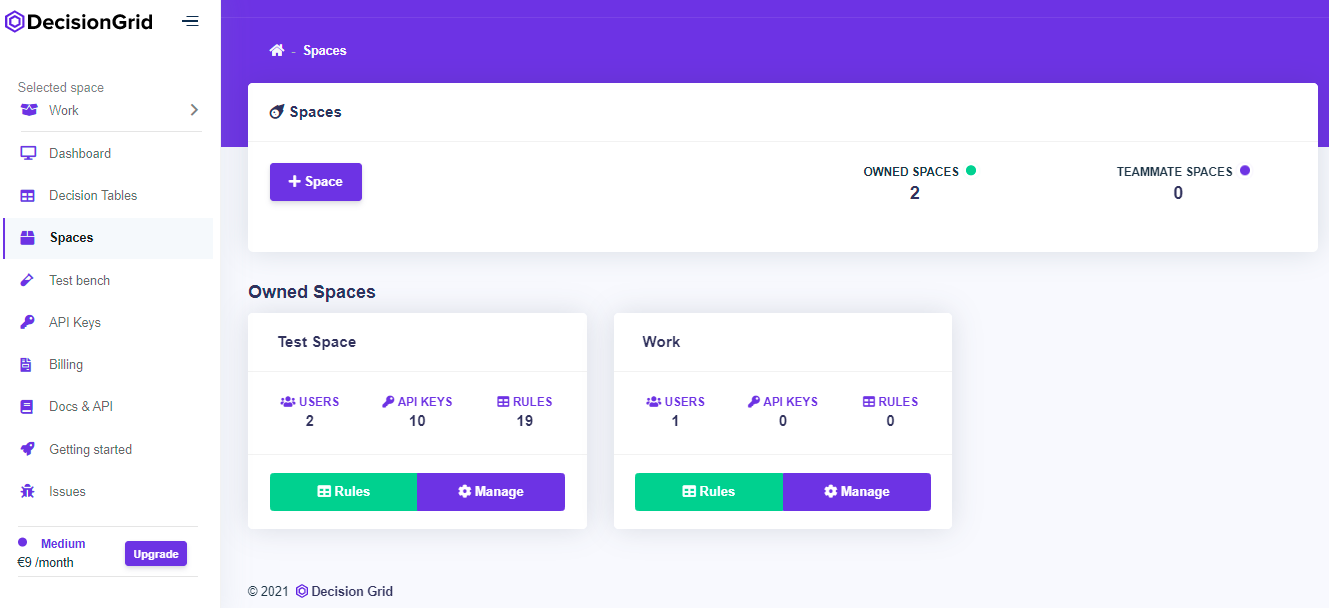 DecisionGrid
Selected space
Work
Dashboard
Decision Tables
Spaces
Test bench
API Keys
Billing
Docs & API
Getting started
Issues
Medium
€9 /month
Upgrade
- Spaces
Spaces
+ Space
OWNED SPACES
2
TEAMMATE SPACES
0
Owned Spaces
Test Space
USERS API KEYS RULES
2 10 19
Rules Manage
Work
USERS API KEYS RULES
1 0 0
Rules Manage
© 2021 Decision Grid